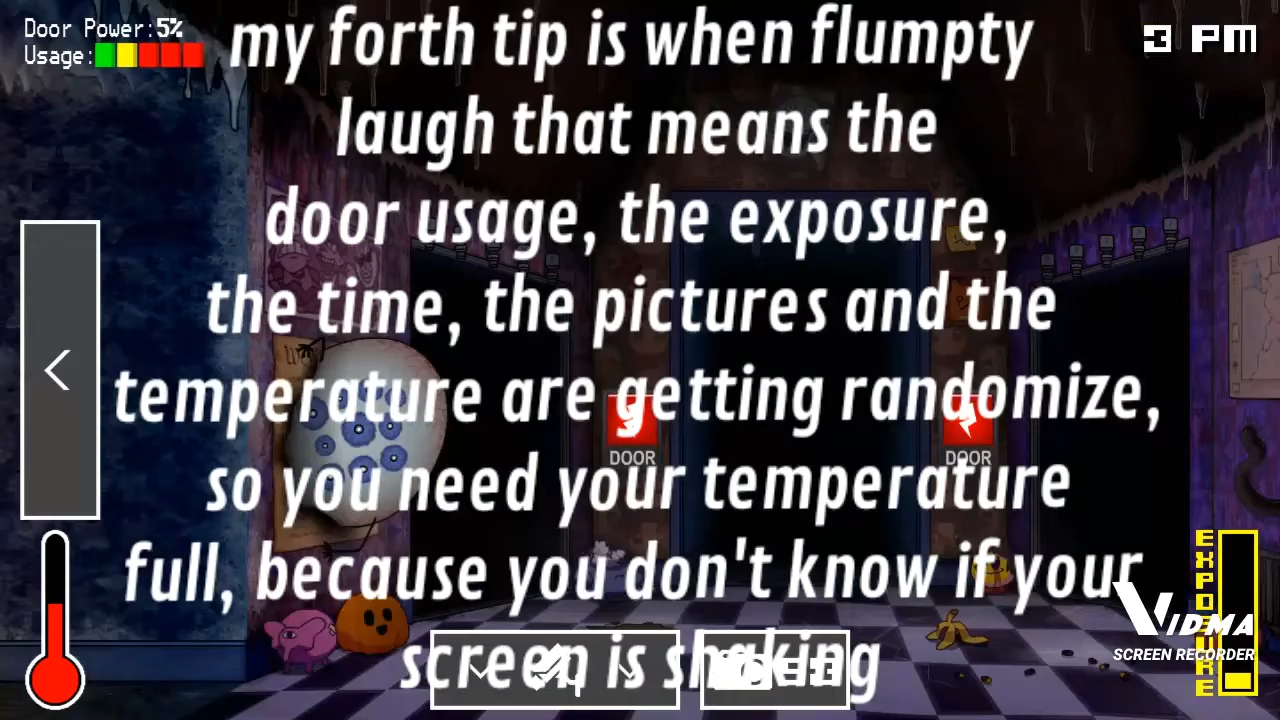 Door Power:5%
Usage:
3 PM
my forth tip is when flumpty
laugh that means the
door usage, the exposure,
the time, the pictures and the
temperature are getting randomize,
so you need your temperature
full, because you don't know if your
screen is shaking
DOOR
DOOR
EXPOSURE
VIDMA
SCREEN RECORDER